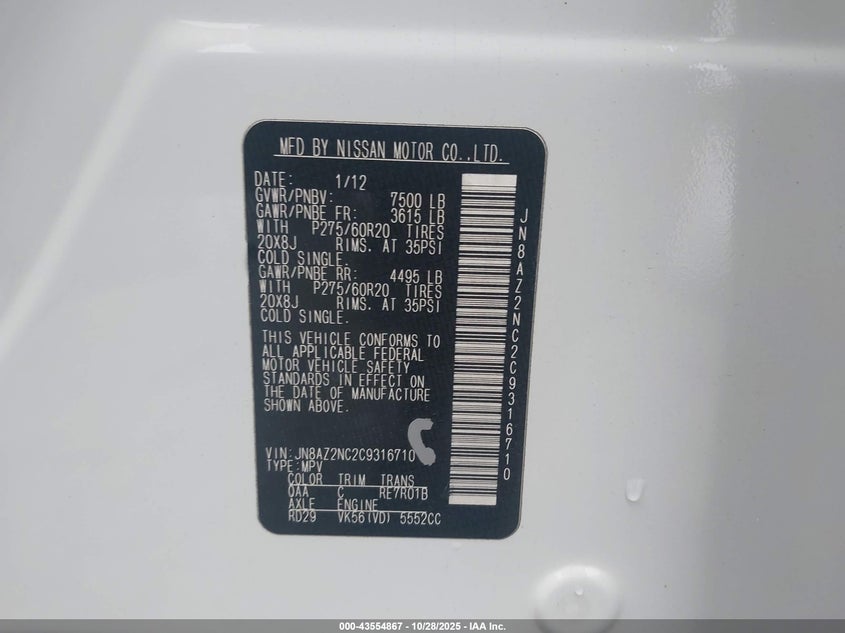 MFD BY NISSAN MOTOR CO.,LTD.
DATE: 1/12
GVWR/PNBV: 7500 LB
GAWR/PNBE FR: 3615 LB
WITH P275/60R20 TIRES
20X8J RIMS. AT 35PSI
COLD SINGLE.
GAWR/PNBE RR: 4495 LB
WITH P275/60R20 TIRES
20X8J RIMS. AT 35PSI
COLD SINGLE.
THIS VEHICLE CONFORMS TO
ALL APPLICABLE FEDERAL
MOTOR VEHICLE SAFETY
STANDARDS IN EFFECT ON
THE DATE OF MANUFACTURE
SHOWN ABOVE.
VIN:JN8AZ2NC2C9316710
TYPE:MPV
COLOR TRIM TRANS
QAA C RE7R01B
AXLE ENGINE
RD29 VK56(VD) 5552CC
JN8AZ2NC2C9316710
000-43554867 - 10/28/2025 - IAA Inc.